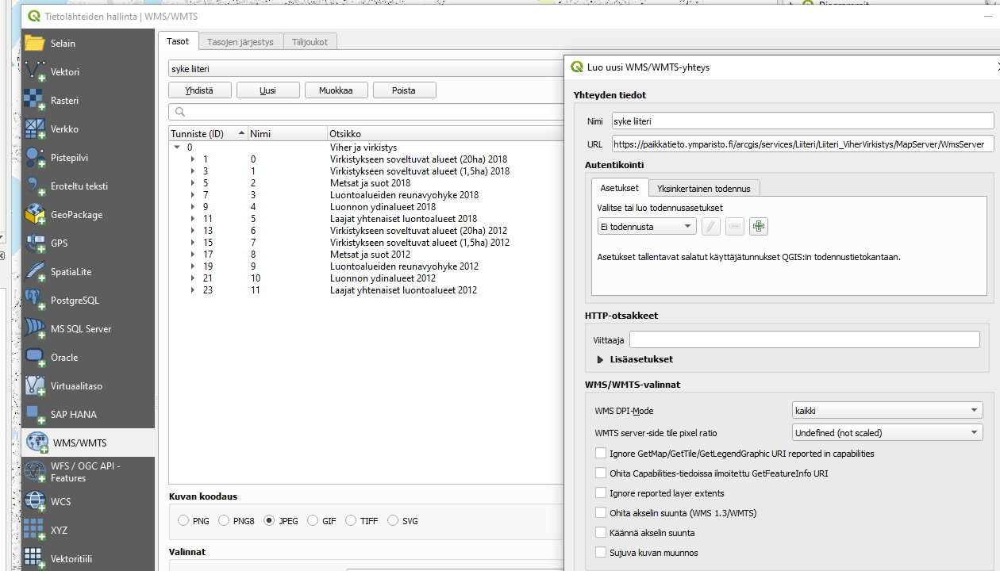 Tietolähteiden hallinta | WMS/WMTS
Selain
Vektori
Rasteri
Verkko
Pistepilvi
Eroteltu teksti
GeoPackage
GPS
SpatiaLite
PostgreSQL
MS SQL Server
Oracle
Virtuaalitaso
SAP HANA
WMS/WMTS
WFS / OGC API -
Features
WCS
XYZ
Vektoritiili
Tasot
Tasojen järjestys
Tiilijoukot
syke liiteri
Yhdistä
Uusi
Muokkaa
Poista
Tunniste (ID) Nimi Otsikko
0 Viher ja virkistys
1 0 Virkistykseen soveltuvat alueet (20ha) 2018
3 1 Virkistykseen soveltuvat alueet (1,5ha) 2018
5 2 Metsat ja suot 2018
7 3 Luontoalueiden reunavyohyke 2018
9 4 Luonnon ydinalueet 2018
11 5 Laajat yhtenaiset luontoalueet 2018
13 6 Virkistykseen soveltuvat alueet (20ha) 2012
15 7 Virkistykseen soveltuvat alueet (1,5ha) 2012
17 8 Metsat ja suot 2012
19 9 Luontoalueiden reunavyohyke 2012
21 10 Luonnon ydinalueet 2012
23 11 Laajat yhtenaiset luontoalueet 2012
Kuvan koodaus
PNG PNG8 JPEG GIF TIFF SVG
Valinnat
Luo uusi WMS/WMTS-yhteys
Yhteyden tiedot
Nimi syke liiteri
URL https://paikkatieto.ymparisto.fi/arcgis/services/Liiteri/Liiteri_ViherVirkistys/MapServer/WmsServer
Autentikointi
Asetukset
Yksinkertainen todennus
Valitse tai luo todennusasetukset
Ei todennusta
Asetukset tallentavat salatut käyttäjätunnukset QGIS:in todennustietokantaan.
HTTP-otsakkeet
Viittaaja
Lisäasetukset
WMS/WMTS-valinnat
WMS DPI-Mode kaikki
WMTS server-side tile pixel ratio Undefined (not scaled)
Ignore GetMap/GetTile/GetLegendGraphic URI reported in capabilities
Ohita Capabilities-tiedoissa ilmoitettu GetFeatureInfo URI
Ignore reported layer extents
Ohita akselin suunta (WMS 1.3/WMTS)
Käännä akselin suunta
Sujuva kuvan muunnos